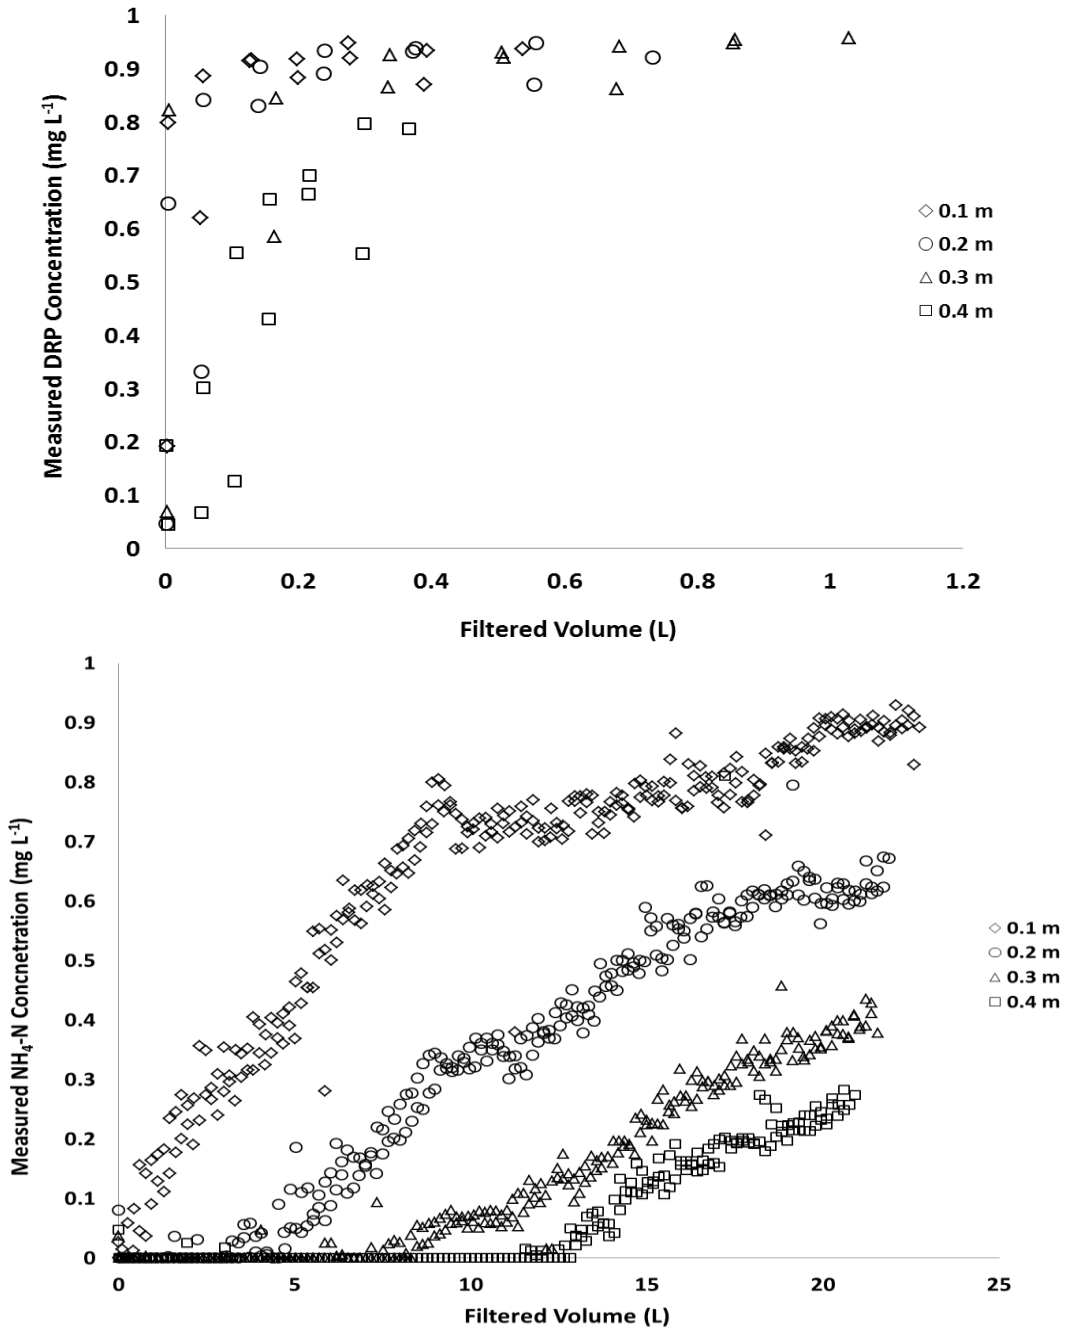 1
0.9
0.8
0.7
0.6
0.5
0.4
0.3
0.2
0.1
0
Measured DRP Concentration (mg L⁻¹)
0 0.2 0.4 0.6 0.8 1 1.2
Filtered Volume (L)
0.1 m
0.2 m
0.3 m
0.4 m
1
0.9
0.8
0.7
0.6
0.5
0.4
0.3
0.2
0.1
0
Measured NH₄-N Concnetration (mg L⁻¹)
0 5 10 15 20 25
Filtered Volume (L)
0.1 m
0.2 m
0.3 m
0.4 m